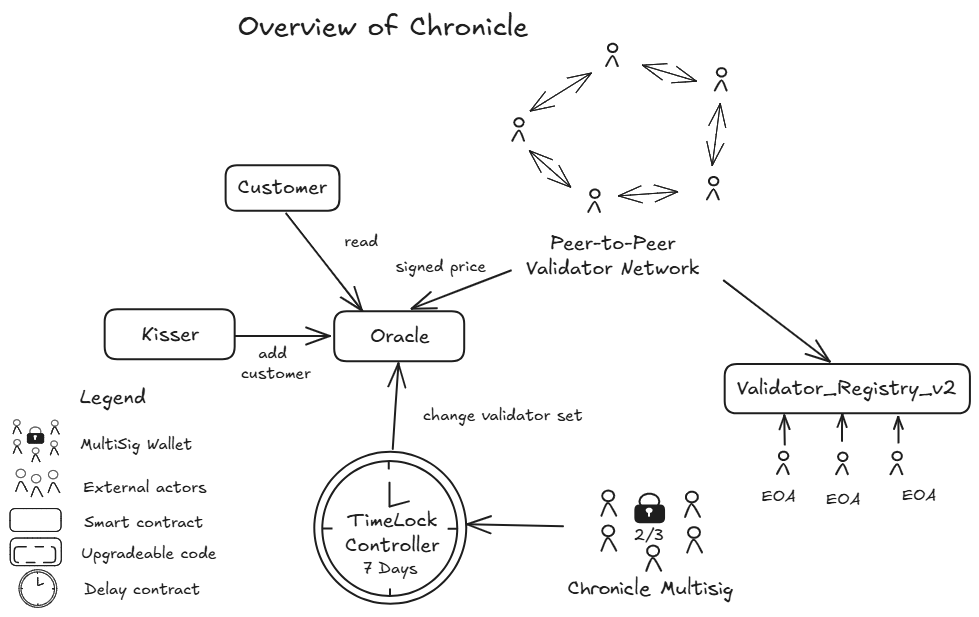 Overview of Chronicle
Customer
read
signed price
Peer-to-Peer
Validator Network
Kisser
add
customer
Oracle
Validator_Registry_v2
EOA
EOA
EOA
change validator set
TimeLock
Controller
7 Days
2/3
Chronicle Multisig
Legend
MultiSig Wallet
External actors
Smart contract
Upgradeable code
Delay contract